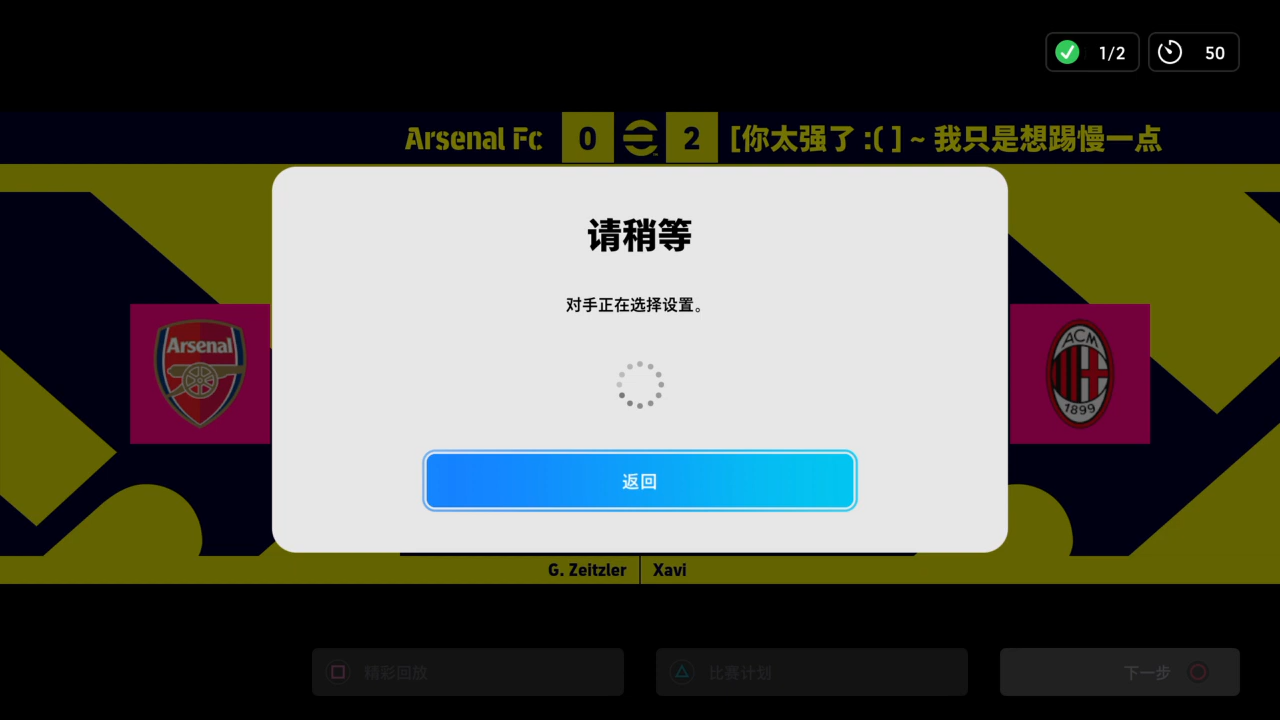 1/2
50
Arsenal Fc 0 2 [你太强了 :( ] ~ 我只是想踢慢一点
请稍等
对手正在选择设置。
Arsenal
ACM
1899
返回
G. Zeitzler Xavi
精彩回放 比赛计划 下一步